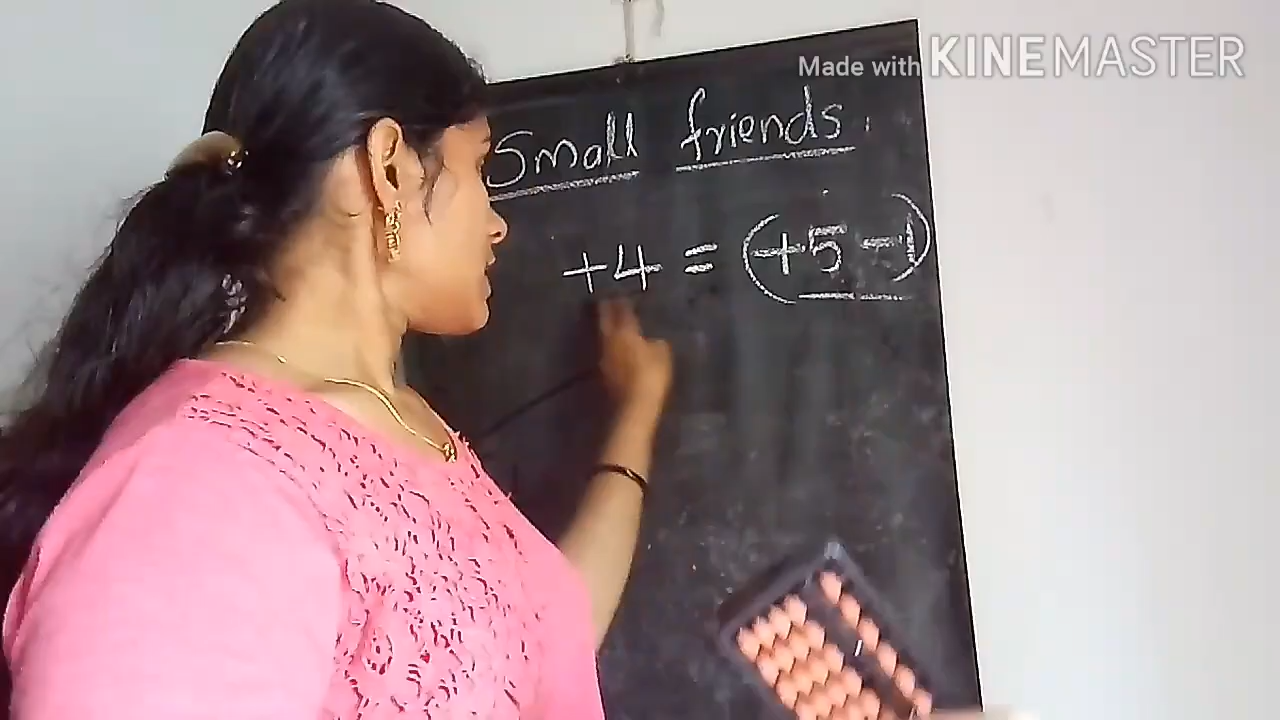 Made with KINEMASTER
Small friends.
+4 = (+5 -1)